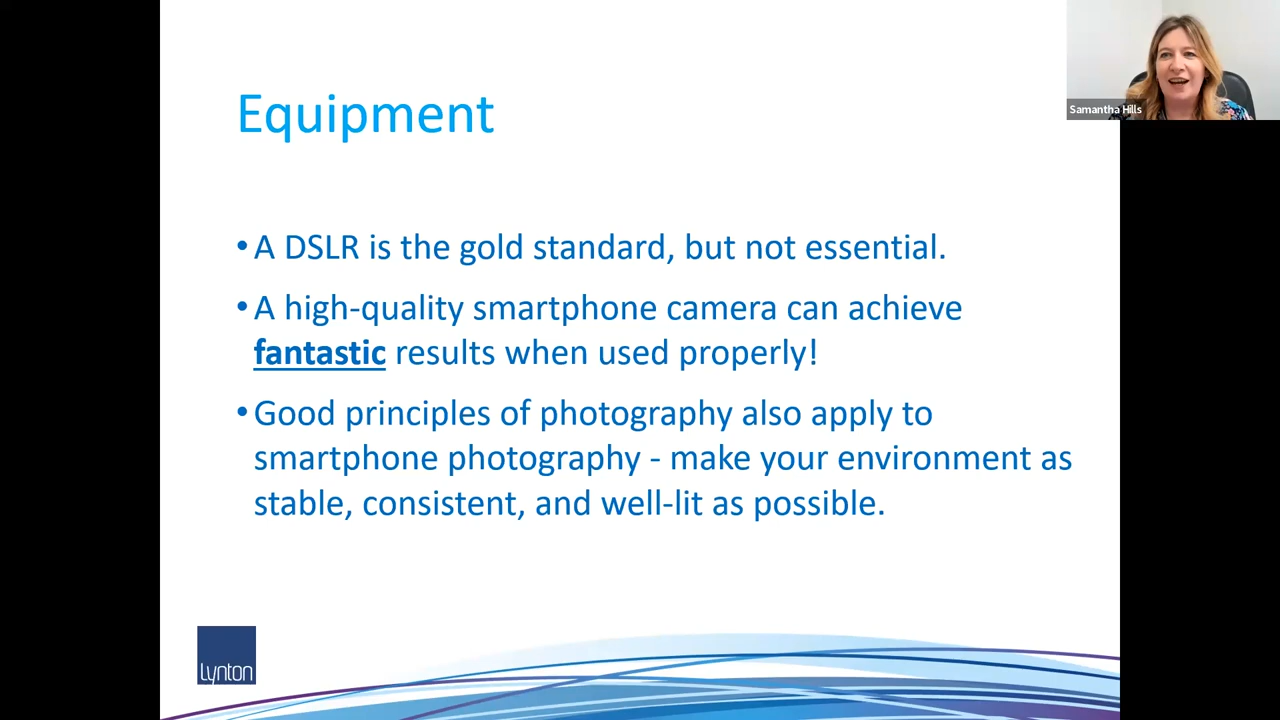 Samantha Hills
Equipment
• A DSLR is the gold standard, but not essential.
• A high-quality smartphone camera can achieve
fantastic results when used properly!
• Good principles of photography also apply to
smartphone photography - make your environment as
stable, consistent, and well-lit as possible.
Lynton